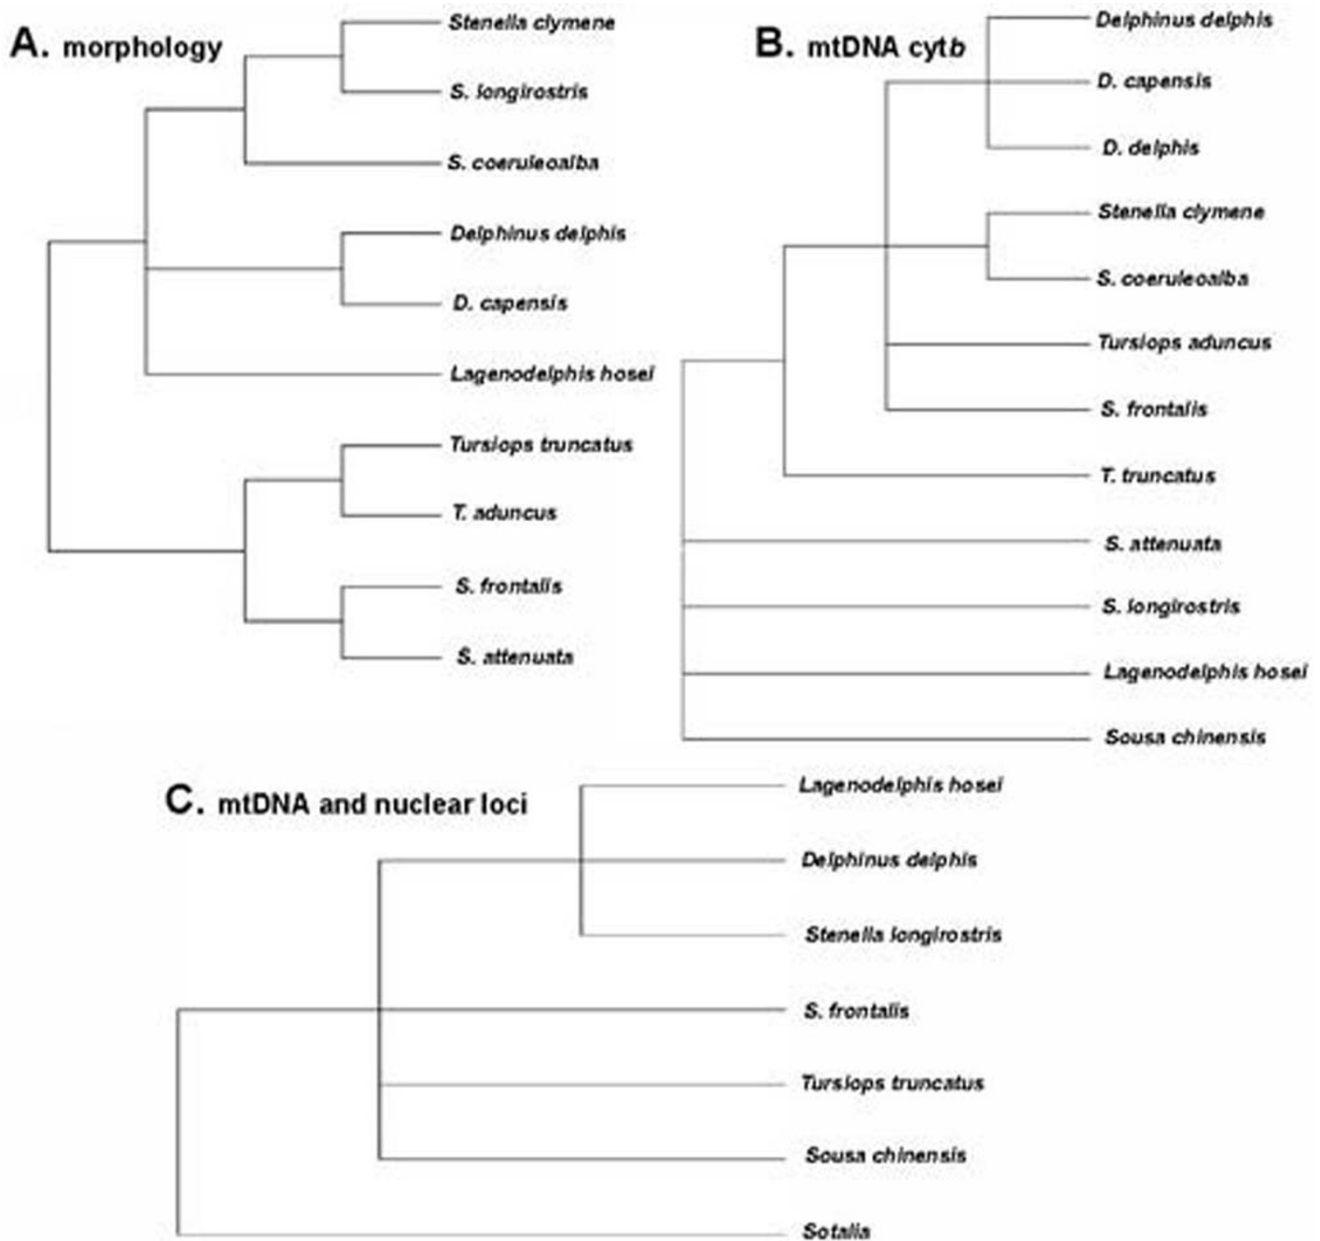 A. morphology
Stenella clymene
S. longirostris
S. coeruleoalba
Delphinus delphis
D. capensis
Lagenodelphis hosei
Tursiops truncatus
T. aduncus
S. frontalis
S. attenuata
B. mtDNA cytb
Delphinus delphis
D. capensis
D. delphis
Stenella clymene
S. coeruleoalba
Tursiops aduncus
S. frontalis
T. truncatus
S. attenuata
S. longirostris
Lagenodelphis hosei
Sousa chinensis
C. mtDNA and nuclear loci
Lagenodelphis hosei
Delphinus delphis
Stenella longirostris
S. frontalis
Tursiops truncatus
Sousa chinensis
Sotalia